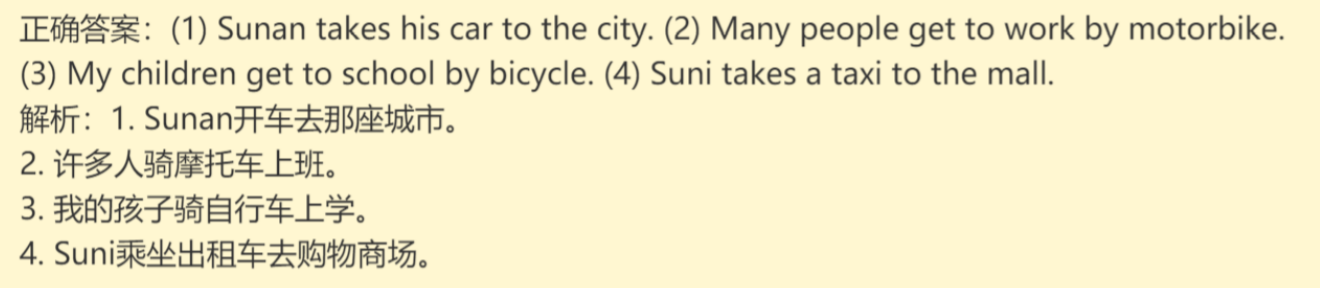 正确答案：(1) Sunan takes his car to the city. (2) Many people get to work by motorbike.
(3) My children get to school by bicycle. (4) Suni takes a taxi to the mall.
解析：1. Sunan开车去那座城市。
2. 许多人骑摩托车上班。
3. 我的孩子骑自行车上学。
4. Suni乘坐出租车去购物商场。